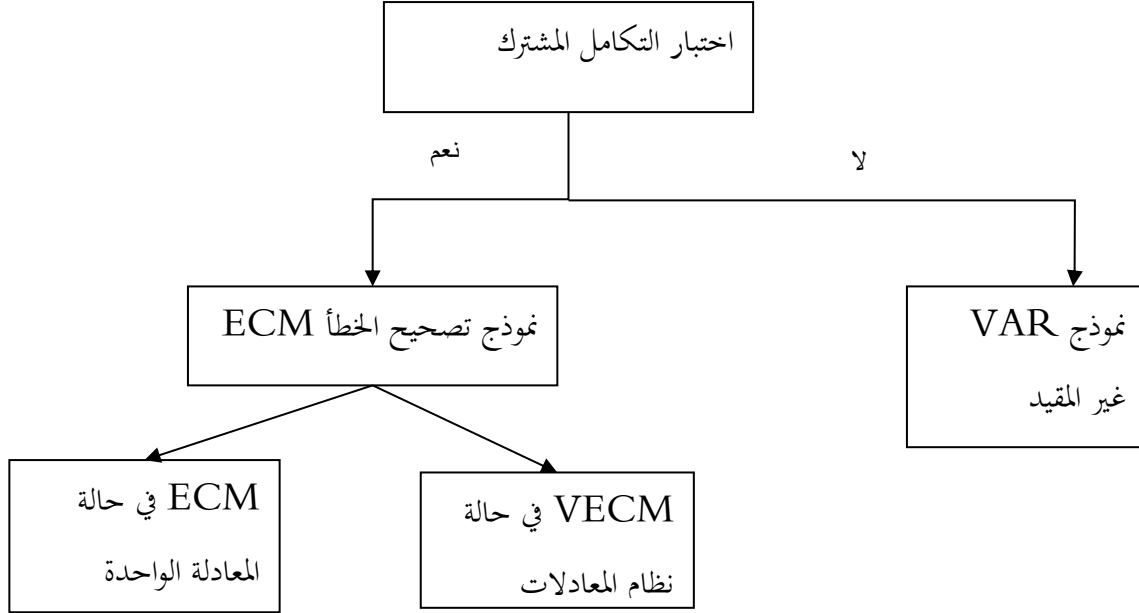 اختبار التكامل المشترك
نعم
لا
نموذج تصحيح الخطأ ECM
نموذج VAR
غير المقيد
ECM في حالة
المعادلة الواحدة
VECM في حالة
نظام المعادلات